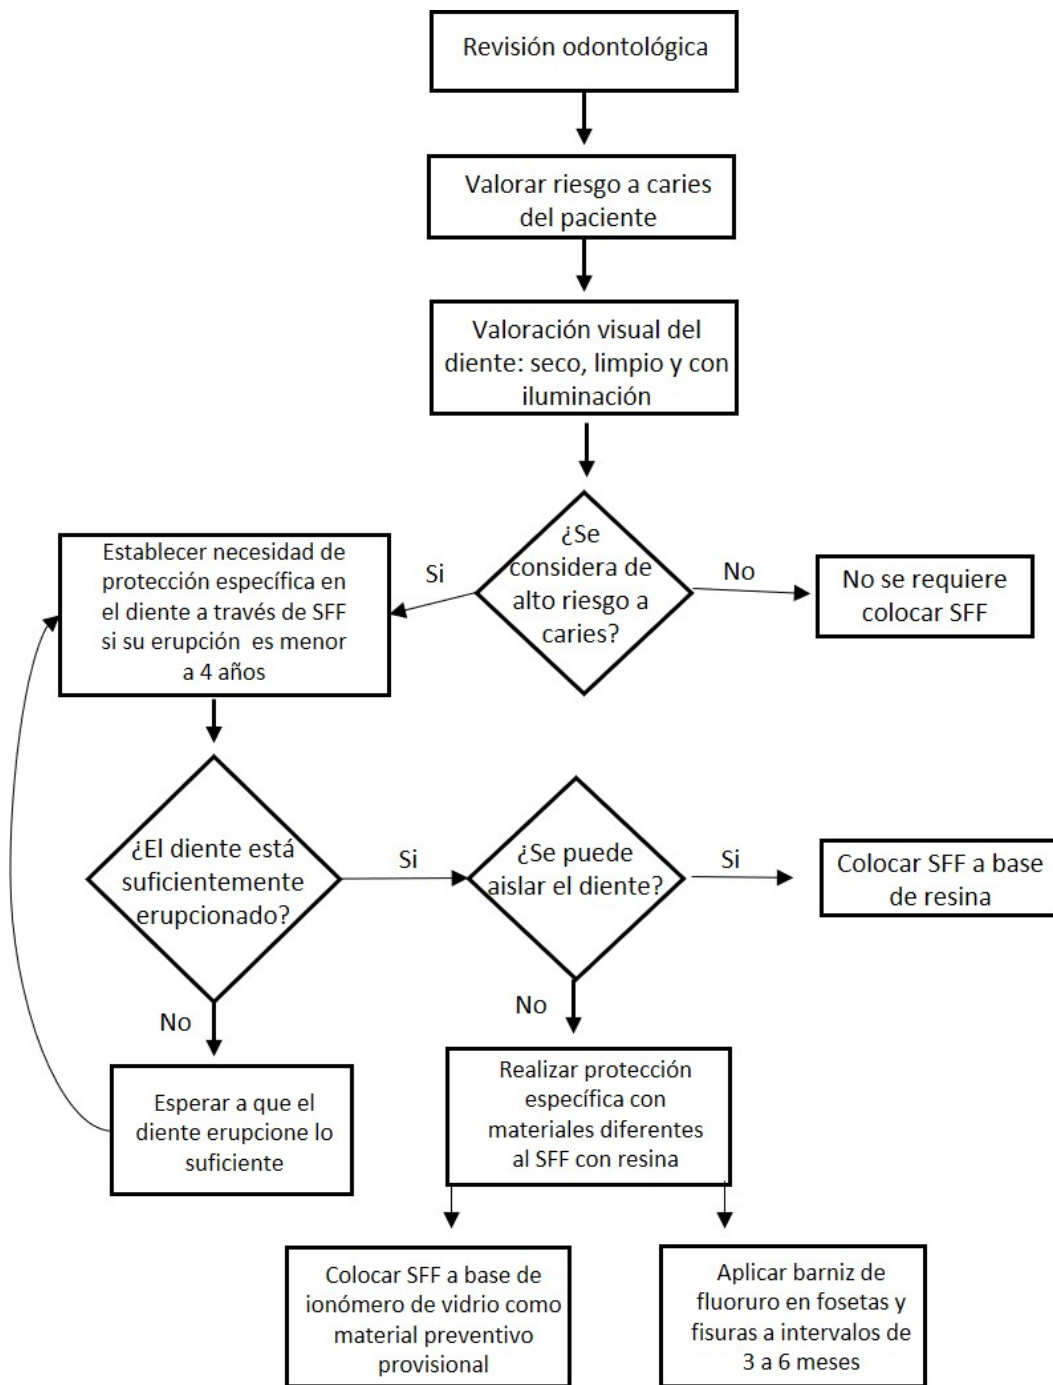 Revisión odontológica
Valorar riesgo a caries
del paciente
Valoración visual del
diente: seco, limpio y con
iluminación
¿Se
considera de
alto riesgo a
caries?
Si
No
No se requiere
colocar SFF
Establecer necesidad de
protección específica en
el diente a través de SFF
si su erupción es menor
a 4 años
¿El diente está
suficientemente
erupcionado?
Si
¿Se puede
aislar el diente?
Si
Colocar SFF a base
de resina
No
No
Esperar a que el
diente erupcione lo
suficiente
Realizar protección
específica con
materiales diferentes
al SFF con resina
Colocar SFF a base de
ionómero de vidrio como
material preventivo
provisional
Aplicar barniz de
fluoruro en fosetas y
fisuras a intervalos de
3 a 6 meses